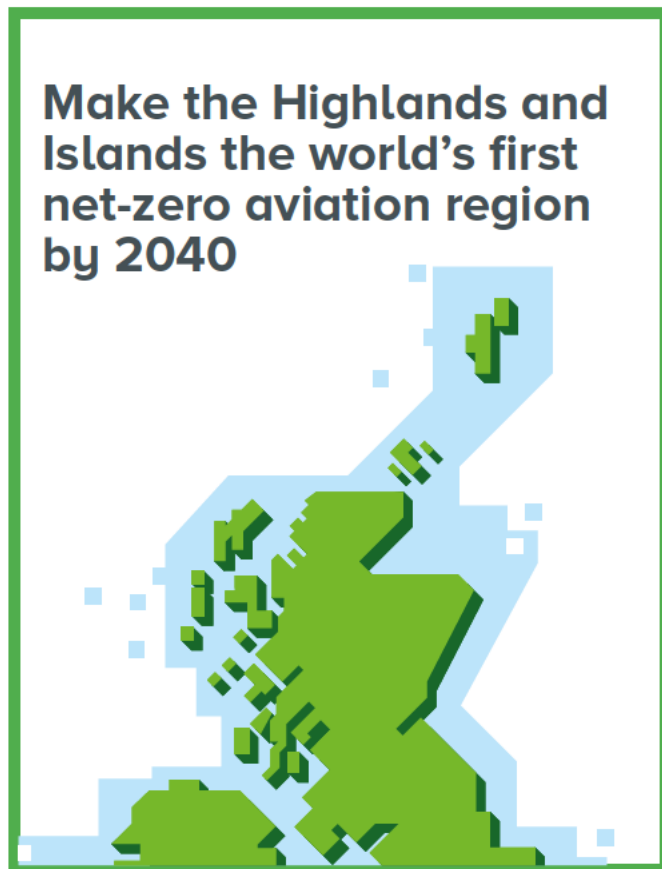 Make the Highlands and
Islands the world’s first
net-zero aviation region
by 2040